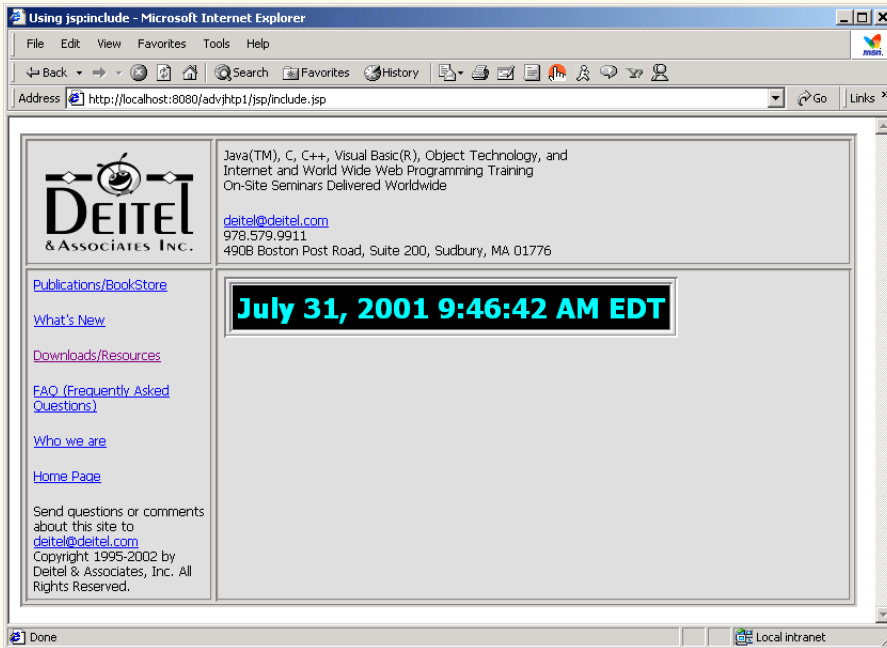 Using jsp:include - Microsoft Internet Explorer
File Edit View Favorites Tools Help
msn.
Back Search Favorites History
Address http://localhost:8080/advjhtp1/jsp/include.jsp Go Links
DEITEL
& ASSOCIATES INC.
Java(TM), C, C++, Visual Basic(R), Object Technology, and
Internet and World Wide Web Programming Training
On-Site Seminars Delivered Worldwide
deitel@deitel.com
978.579.9911
490B Boston Post Road, Suite 200, Sudbury, MA 01776
Publications/BookStore
What's New
Downloads/Resources
FAQ (Frequently Asked
Questions)
Who we are
Home Page
Send questions or comments
about this site to
deitel@deitel.com
Copyright 1995-2002 by
Deitel & Associates, Inc. All
Rights Reserved.
July 31, 2001 9:46:42 AM EDT
Done Local intranet